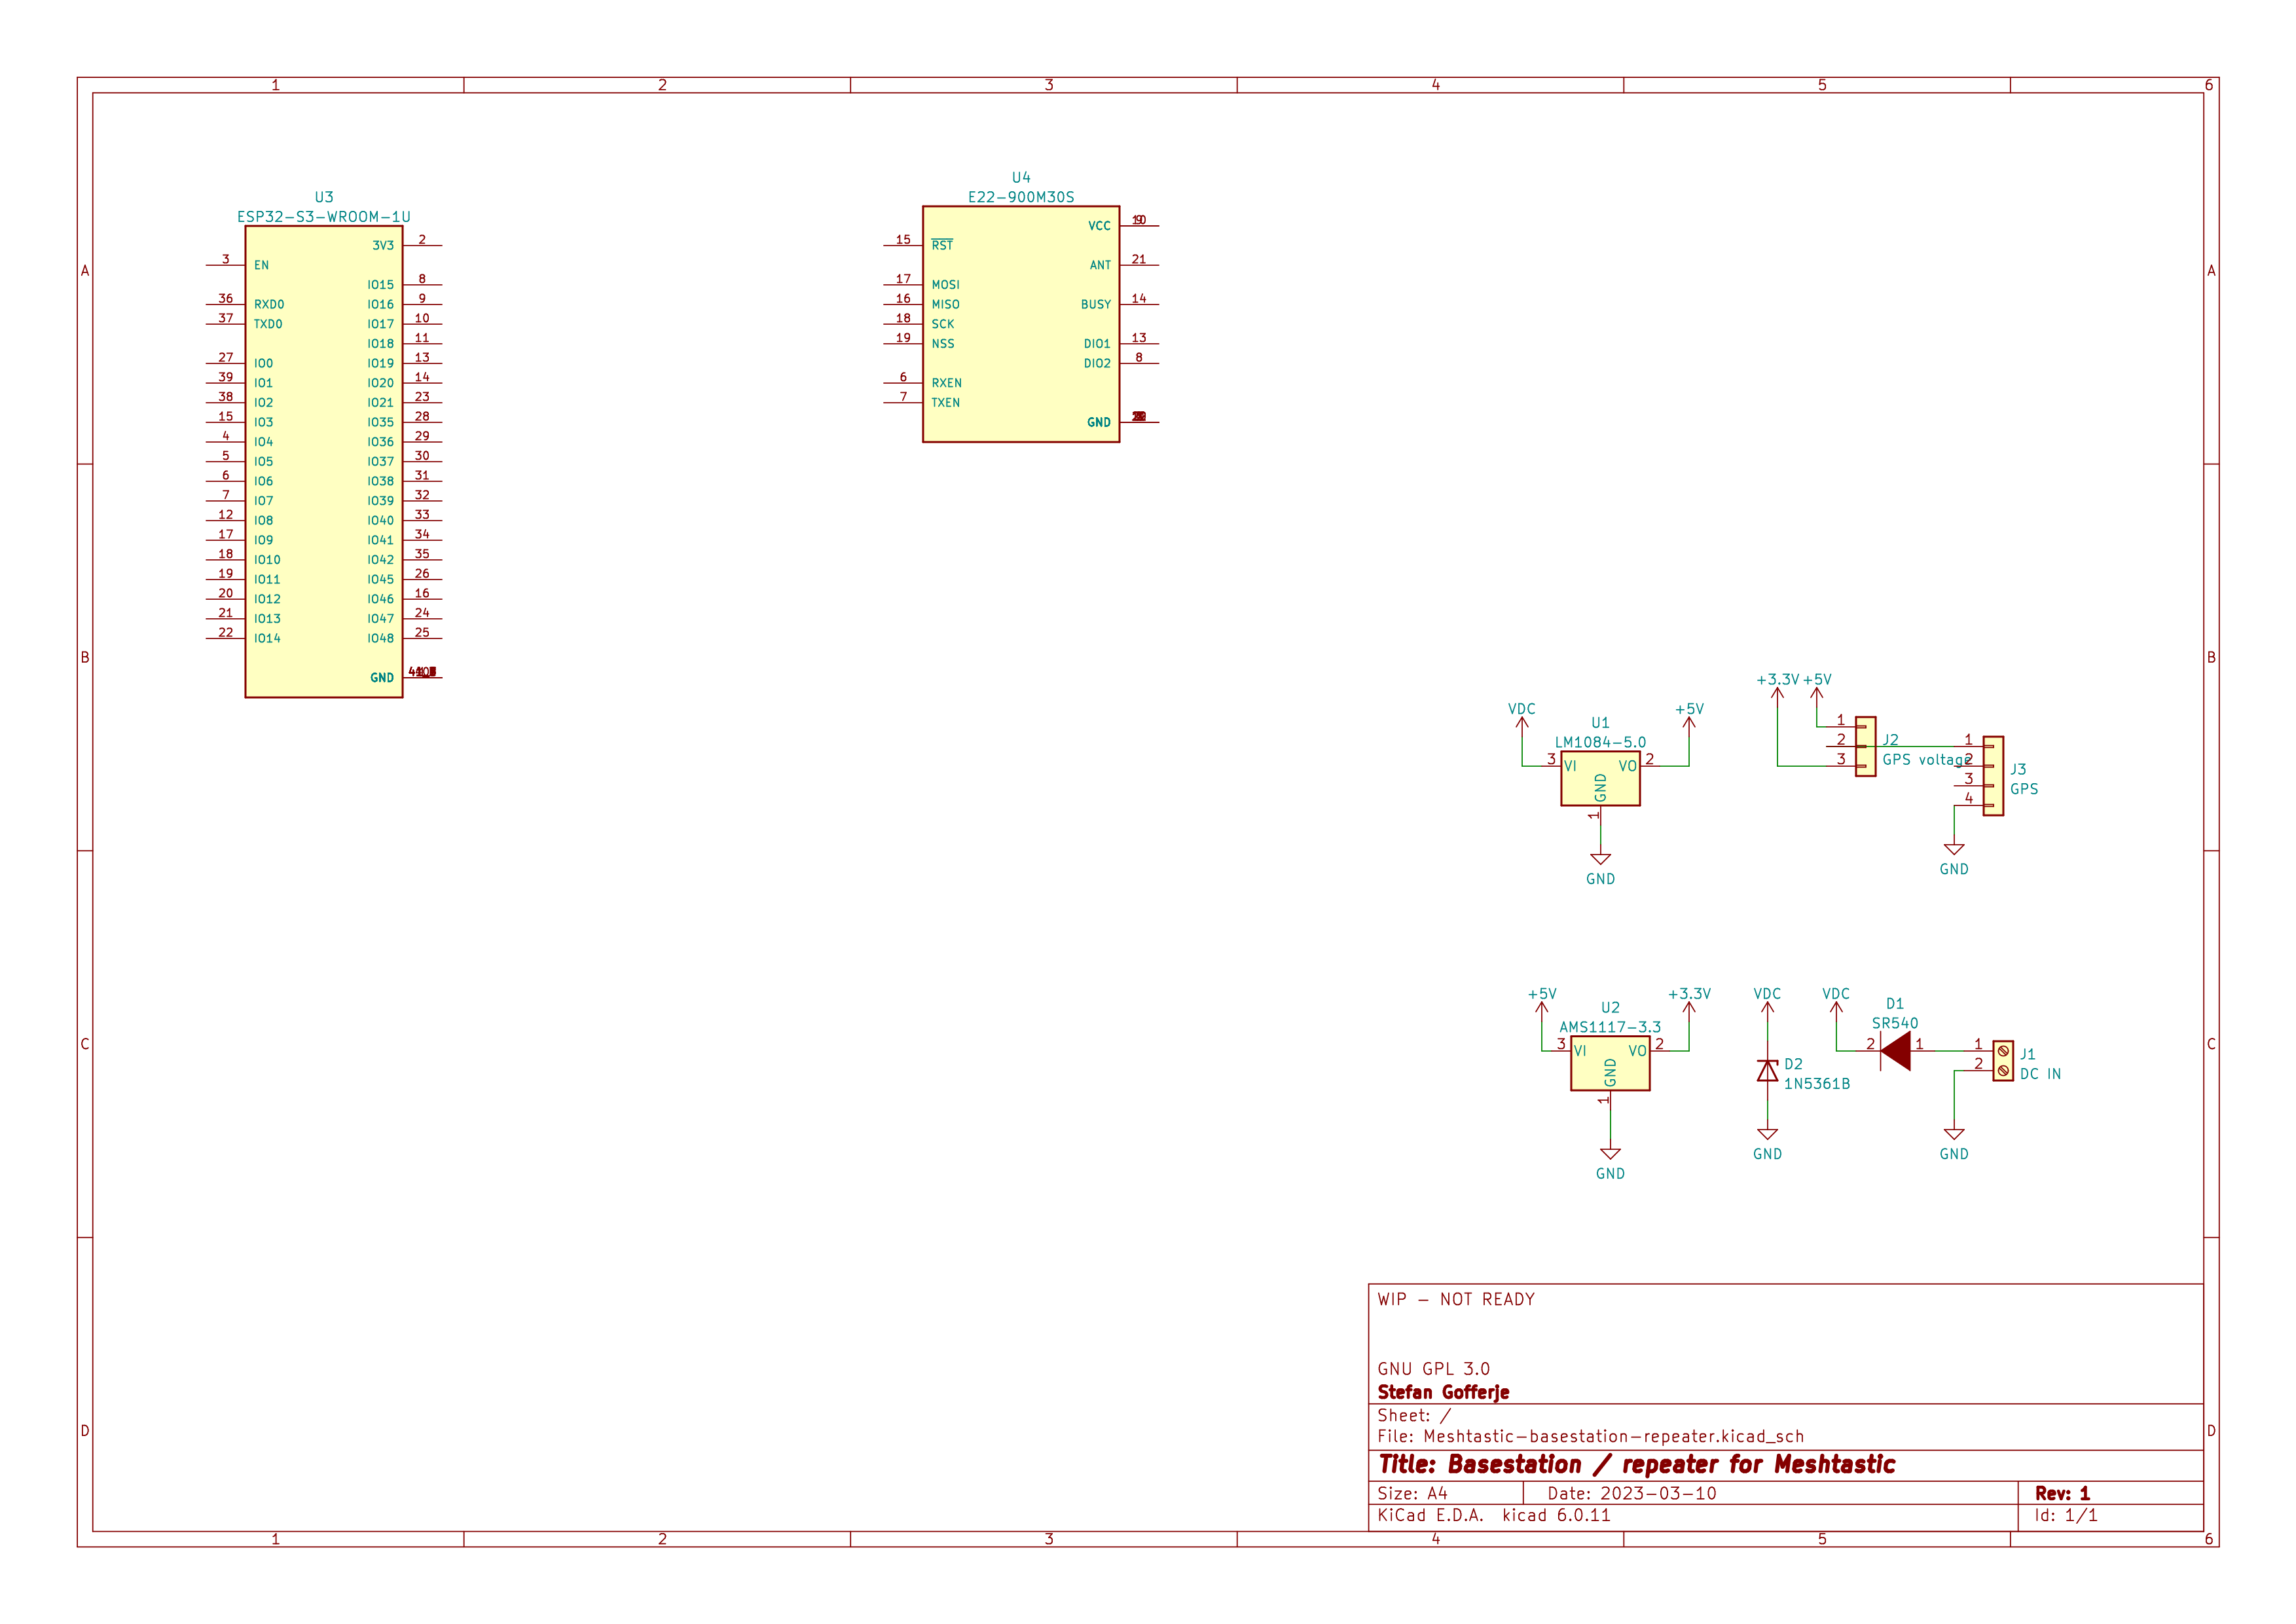 1 2 3 4 5 6
A A
B B
C C
D D
1 2 3 4 5 6
U3
ESP32-S3-WROOM-1U
3V3 2
3 EN
IO15 8
36 RXD0 IO16 9
37 TXD0 IO17 10
IO18 11
27 IO0 IO19 13
39 IO1 IO20 14
38 IO2 IO21 23
15 IO3 IO35 28
4 IO4 IO36 29
5 IO5 IO37 30
6 IO6 IO38 31
7 IO7 IO39 32
12 IO8 IO40 33
17 IO9 IO41 34
18 IO10 IO42 35
19 IO11 IO45 26
20 IO12 IO46 16
21 IO13 IO47 24
22 IO14 IO48 25
GND
U4
E22-900M30S
VCC
15 RST
ANT 21
17 MOSI
16 MISO BUSY 14
18 SCK
19 NSS DIO1 13
DIO2 8
6 RXEN
7 TXEN
GND
VDC
+5V
U1
LM1084-5.0
3 VI VO 2
GND
1
GND
+3.3V +5V
1
2
3
J2
GPS voltage
1
2
3
4
J3
GPS
GND
+5V
+3.3V
U2
AMS1117-3.3
3 VI VO 2
GND
1
GND
VDC
D2
1N5361B
GND
VDC
D1
SR540
2 1
1
2
J1
DC IN
GND
WIP - NOT READY
GNU GPL 3.0
Stefan Gofferje
Sheet: /
File: Meshtastic-basestation-repeater.kicad_sch
Title: Basestation / repeater for Meshtastic
Size: A4 Date: 2023-03-10 Rev: 1
KiCad E.D.A. kicad 6.0.11 Id: 1/1